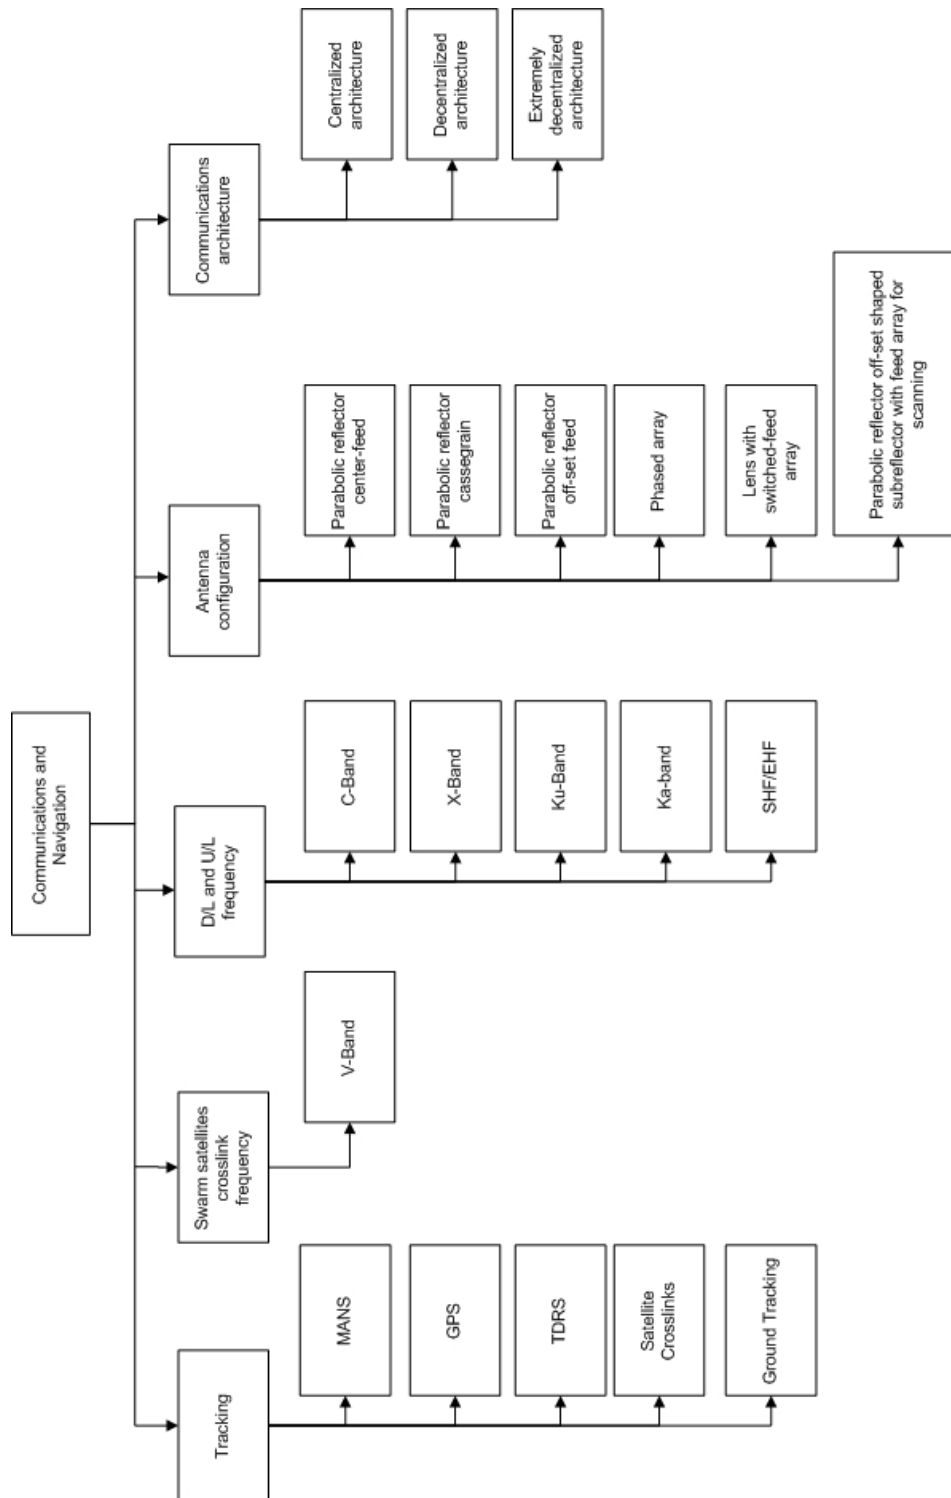 Communications and
Navigation
Tracking
MANS
GPS
TDRS
Satellite
Crosslinks
Ground Tracking
Swarm satellites
crosslink
frequency
V-Band
D/L and U/L
frequency
C-Band
X-Band
Ku-Band
Ka-band
SHF/EHF
Antenna
configuration
Parabolic reflector
center-feed
Parabolic reflector
cassegrain
Parabolic reflector
off-set feed
Phased array
Lens with
switched-feed
array
Parabolic reflector off-set shaped
subreflector with feed array for
scanning
Communications
architecture
Centralized
architecture
Decentralized
architecture
Extremely
decentralized
architecture